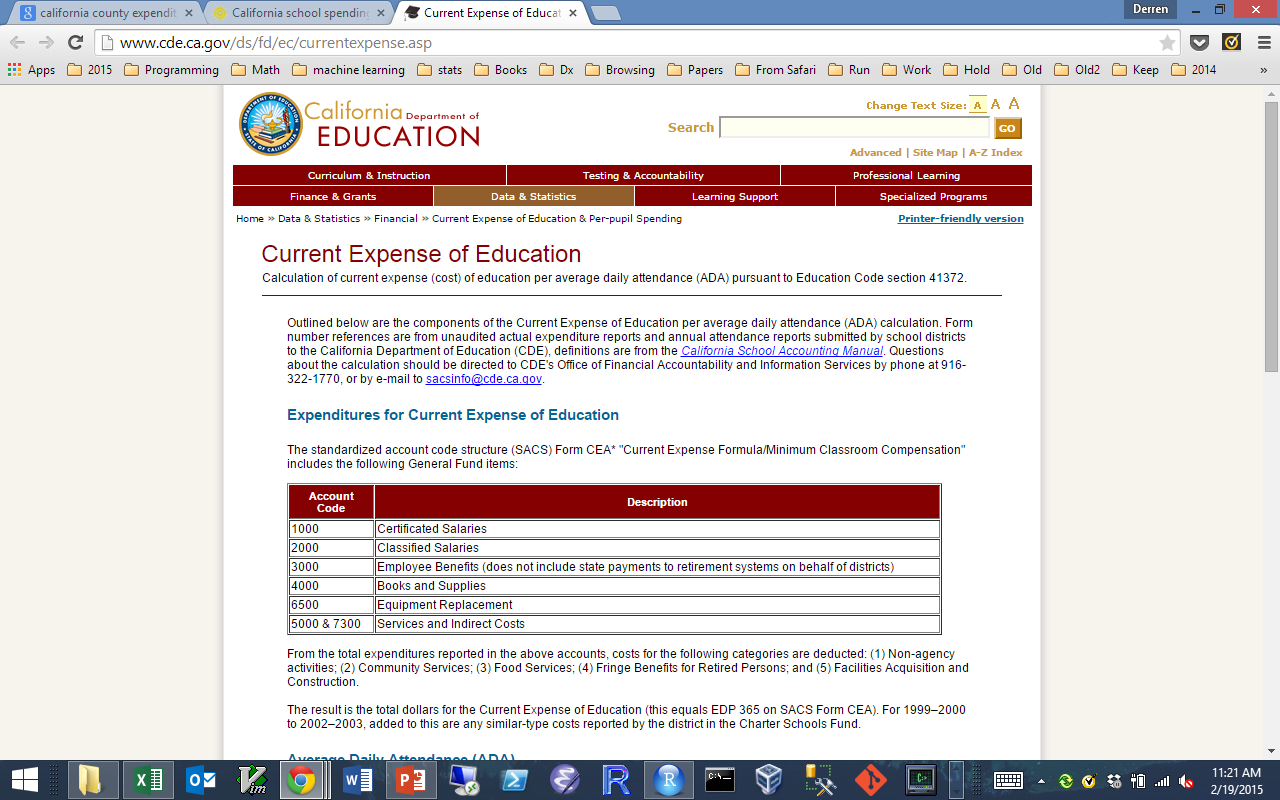 california county expendit
California school spending
Current Expense of Educat
Derren
www.cde.ca.gov/ds/fd/ec/currentexpense.asp
Apps 2015 Programming Math machine learning stats Books Dx Browsing Papers From Safari Run Work Hold Old Old2 Keep 2014 »
California Department of
EDUCATION
Change Text Size: A A A
Search GO
Advanced | Site Map | A-Z Index
Curriculum & Instruction Testing & Accountability Professional Learning
Finance & Grants Data & Statistics Learning Support Specialized Programs
Home » Data & Statistics » Financial » Current Expense of Education & Per-pupil Spending Printer-friendly version
Current Expense of Education
Calculation of current expense (cost) of education per average daily attendance (ADA) pursuant to Education Code section 41372.
Outlined below are the components of the Current Expense of Education per average daily attendance (ADA) calculation. Form
number references are from unaudited actual expenditure reports and annual attendance reports submitted by school districts
to the California Department of Education (CDE), definitions are from the California School Accounting Manual. Questions
about the calculation should be directed to CDE's Office of Financial Accountability and Information Services by phone at 916-
322-1770, or by e-mail to sacsinfo@cde.ca.gov.
Expenditures for Current Expense of Education
The standardized account code structure (SACS) Form CEA* "Current Expense Formula/Minimum Classroom Compensation"
includes the following General Fund items:
Account Code Description
1000 Certificated Salaries
2000 Classified Salaries
3000 Employee Benefits (does not include state payments to retirement systems on behalf of districts)
4000 Books and Supplies
6500 Equipment Replacement
5000 & 7300 Services and Indirect Costs
From the total expenditures reported in the above accounts, costs for the following categories are deducted: (1) Non-agency
activities; (2) Community Services; (3) Food Services; (4) Fringe Benefits for Retired Persons; and (5) Facilities Acquisition and
Construction.
The result is the total dollars for the Current Expense of Education (this equals EDP 365 on SACS Form CEA). For 1999–2000
to 2002–2003, added to this are any similar-type costs reported by the district in the Charter Schools Fund.
Average Daily Attendance (ADA)
11:21 AM
2/19/2015